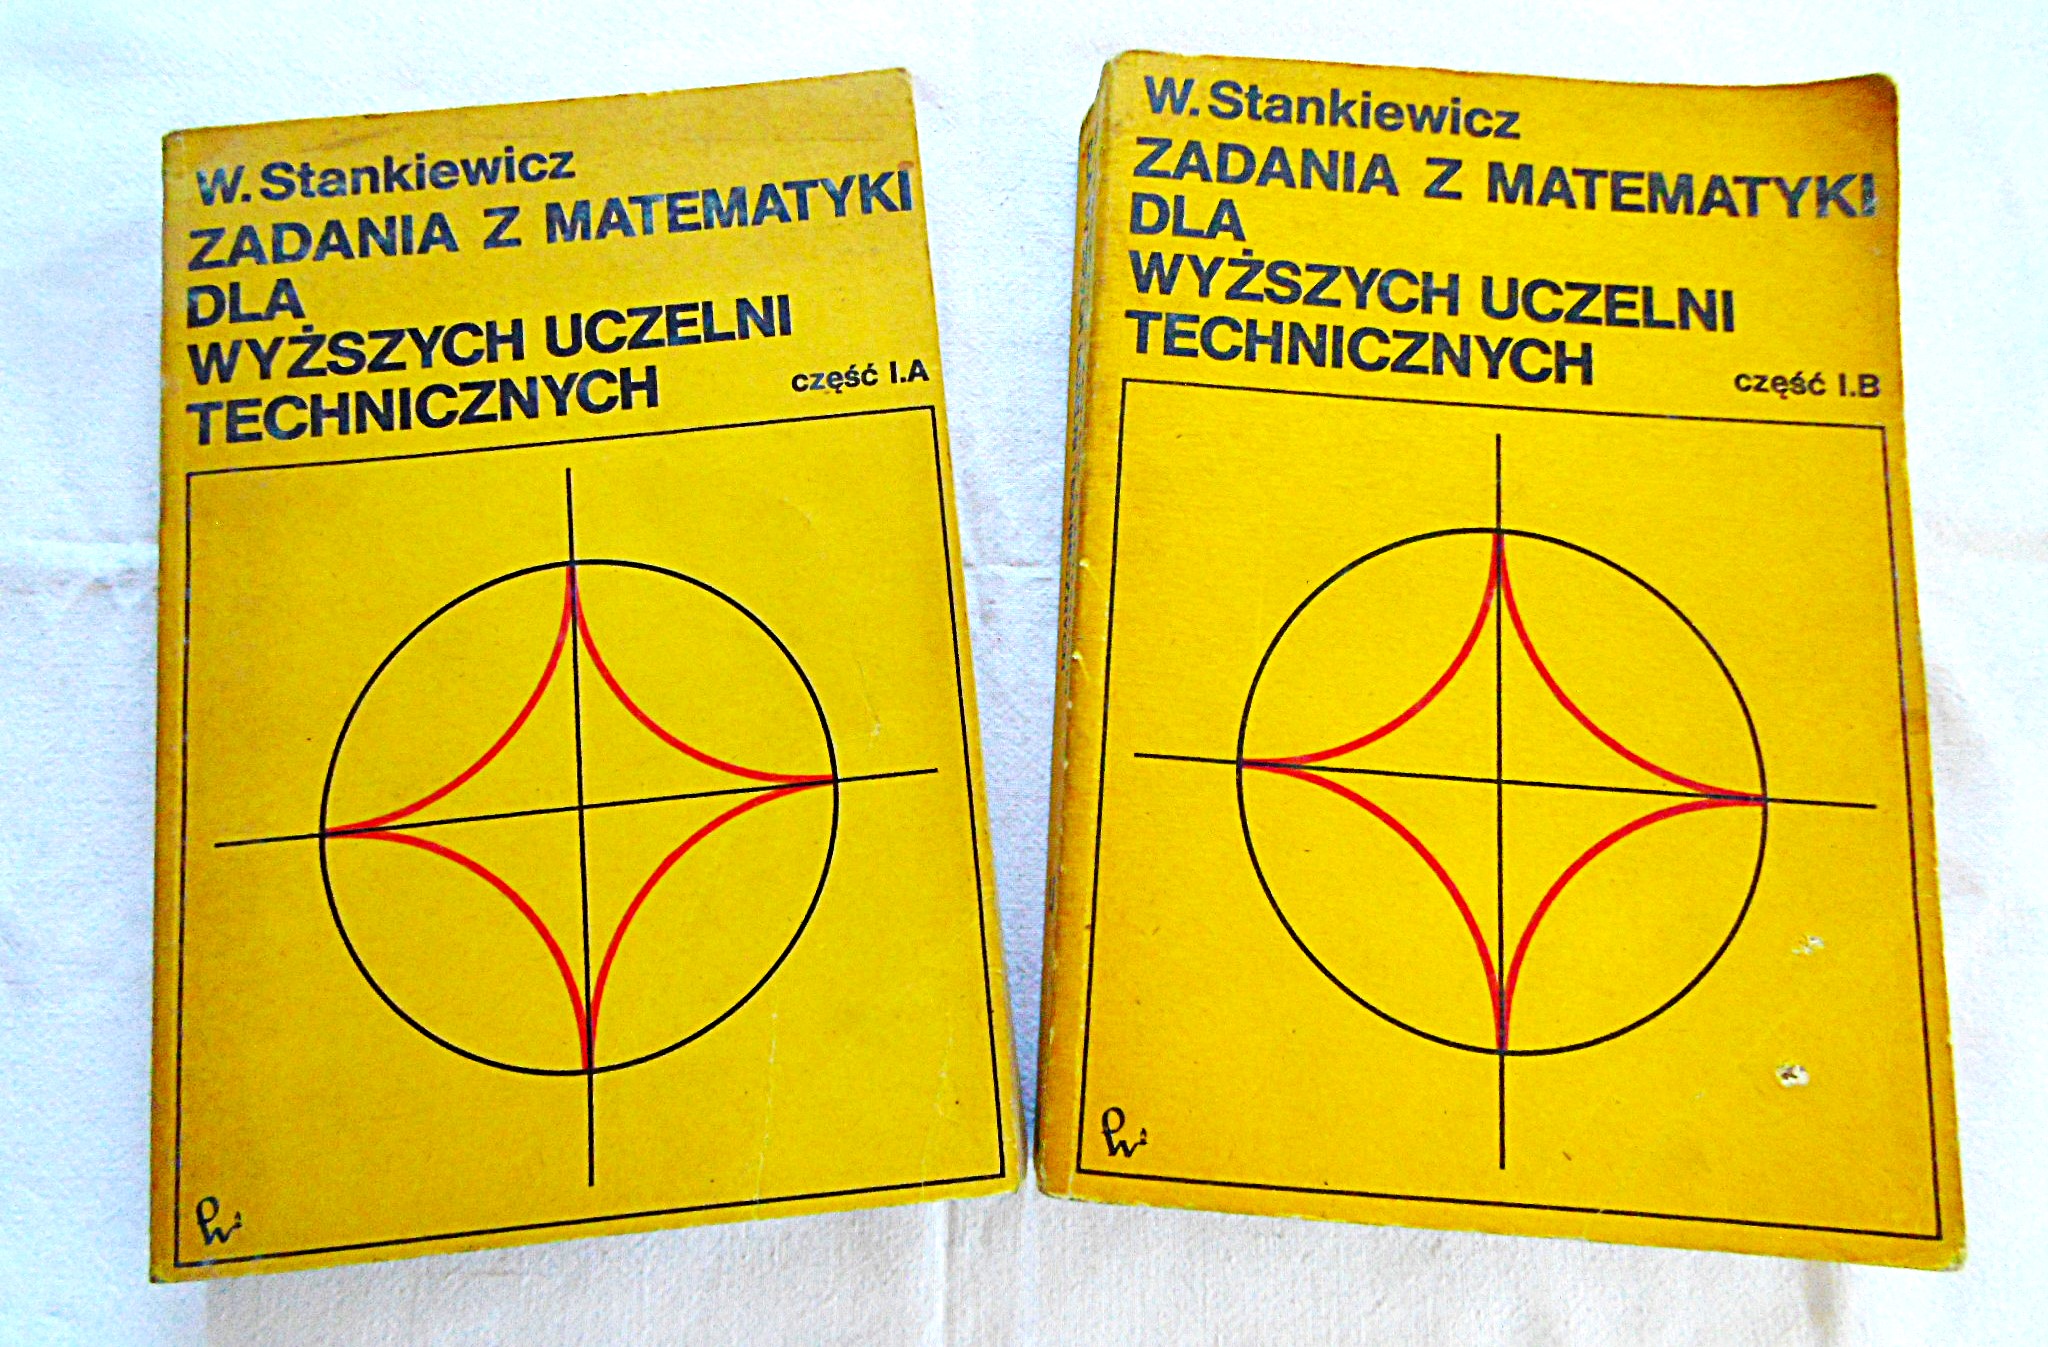 W. Stankiewicz
ZADANIA Z MATEMATYKI
DLA
WYŻSZYCH UCZELNI
TECHNICZNYCH
część I.A
W. Stankiewicz
ZADANIA Z MATEMATYKI
DLA
WYŻSZYCH UCZELNI
TECHNICZNYCH
część I.B